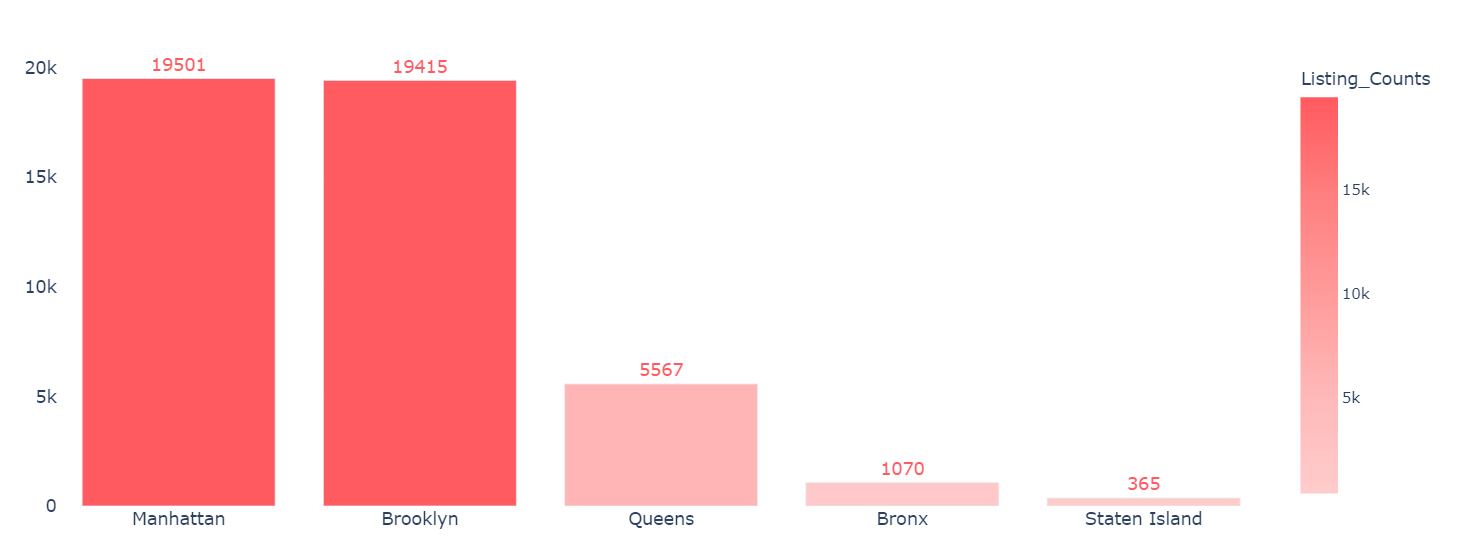 20k
15k
10k
5k
0
19501
19415
5567
1070
365
Manhattan
Brooklyn
Queens
Bronx
Staten Island
Listing_Counts
15k
10k
5k